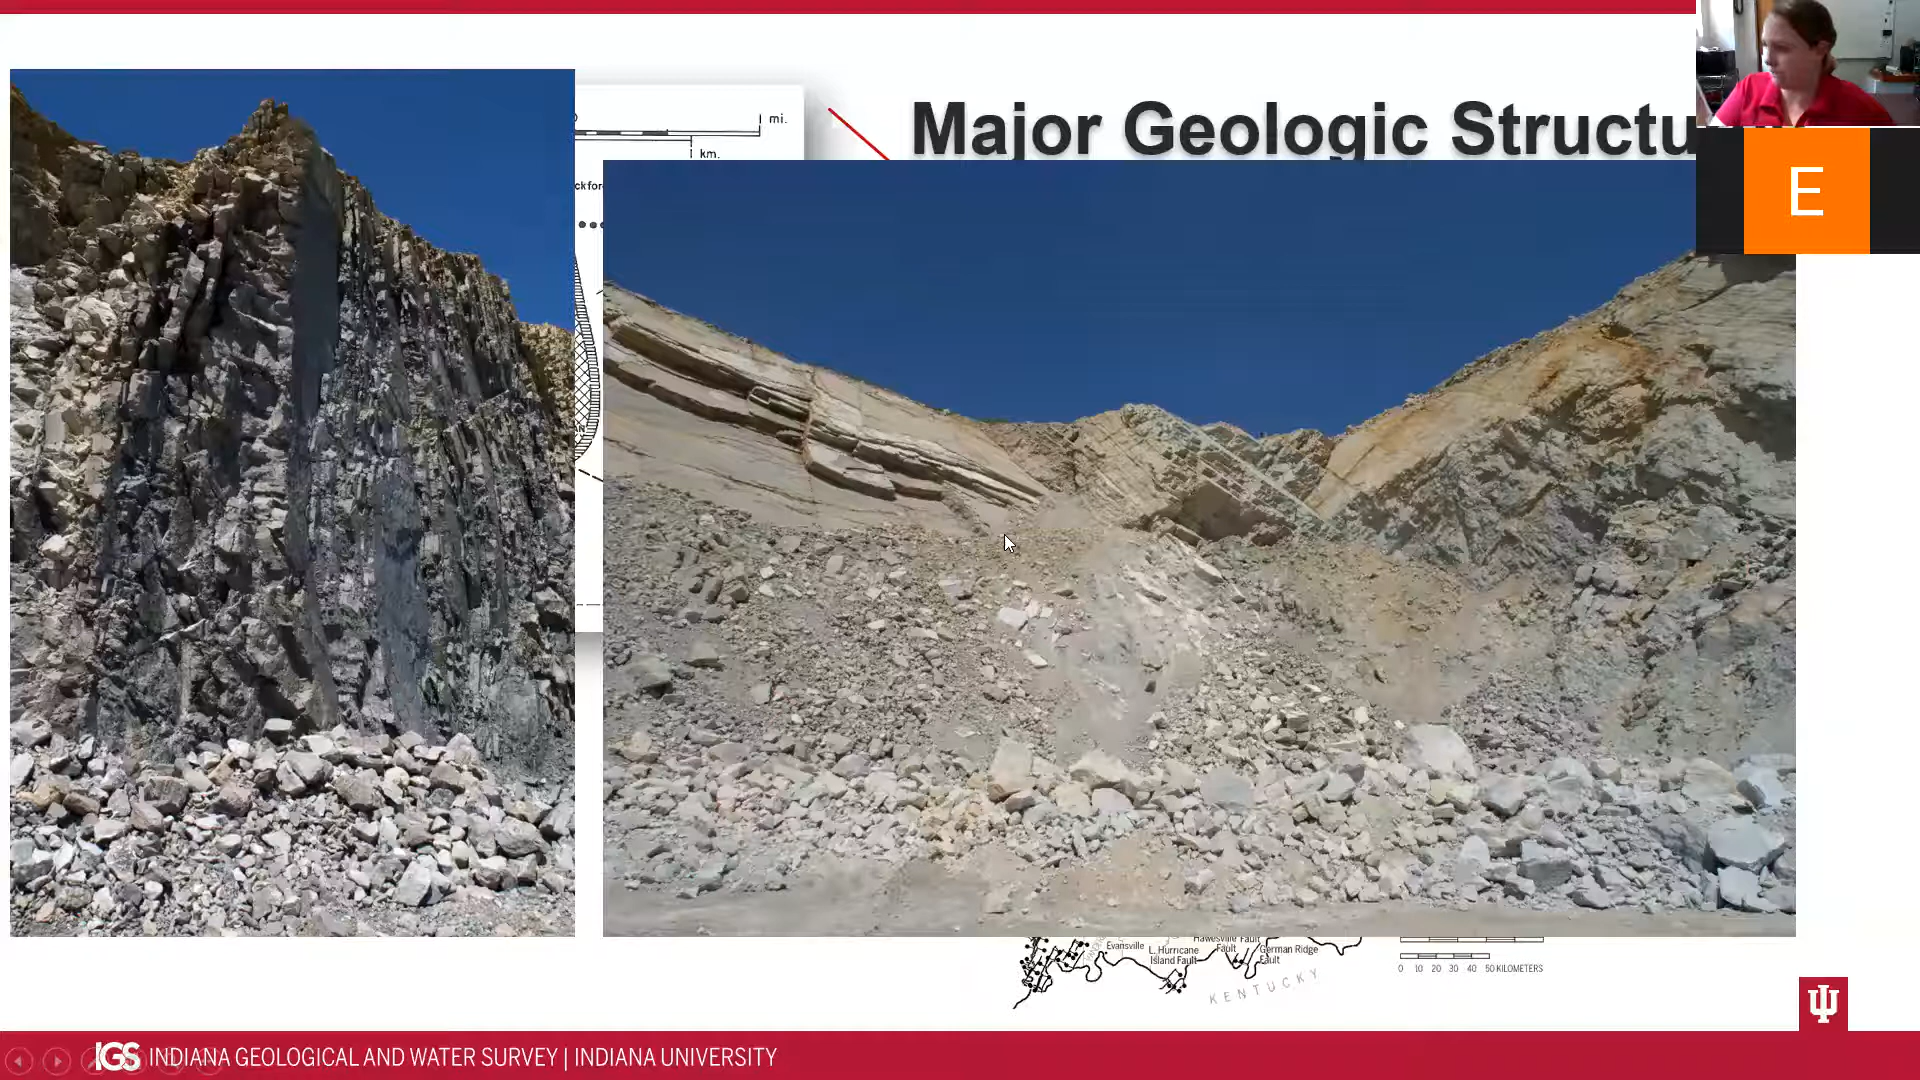 mi.
Major Geologic Structu
km.
ckfor
E
AN
Evansville
L. Hurricane
Island Fault
Hawesville Fault
Fault
German Ridge
Fault
KENTUCKY
0 10 20 30 40 50 KILOMETERS
IGS INDIANA GEOLOGICAL AND WATER SURVEY | INDIANA UNIVERSITY